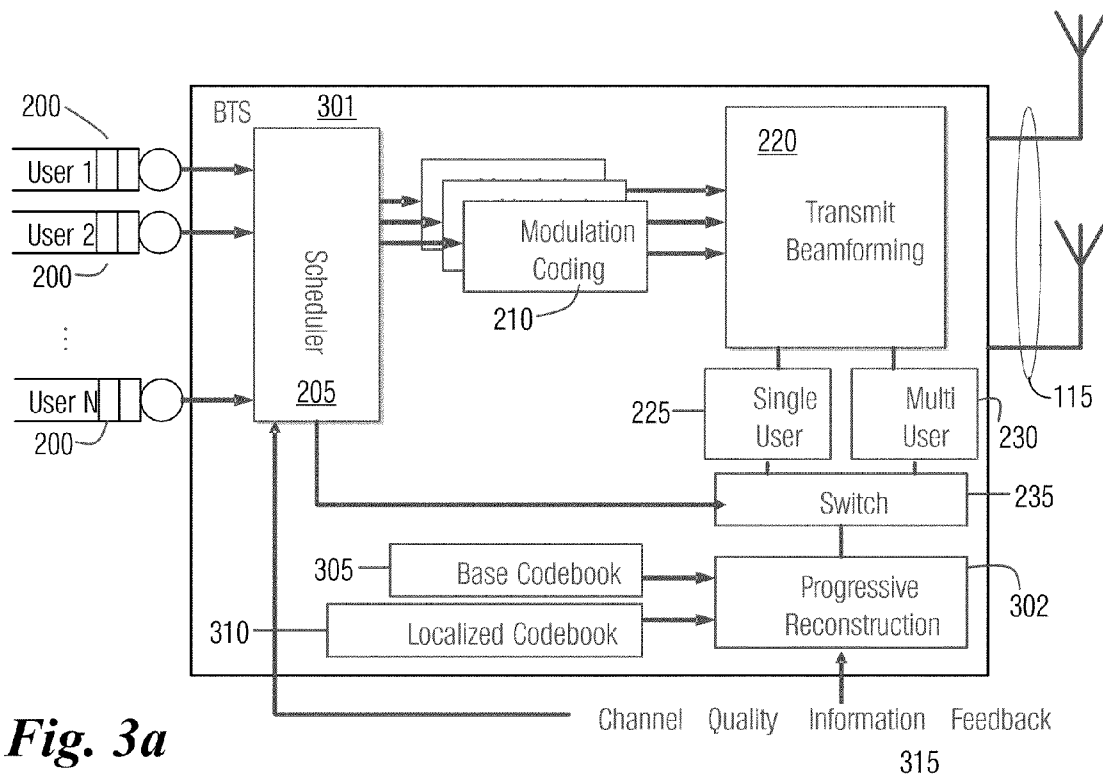 BTS
301
200
User 1
User 2
200
...
User N
200
Scheduler
205
Modulation
Coding
210
220
Transmit
Beamforming
115
225
Single
User
Multi
User
230
Switch
235
305
Base Codebook
310
Localized Codebook
Progressive
Reconstruction
302
Channel Quality Information Feedback
315
Fig. 3a